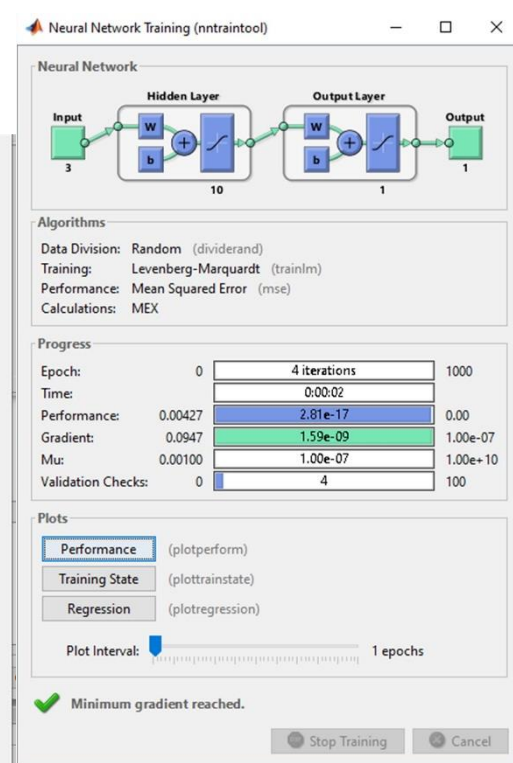 Neural Network Training (nntraintool)
Neural Network
Hidden Layer Output Layer
Input Output
W W
b b
3 10 1 1
Algorithms
Data Division: Random (dividerand)
Training: Levenberg-Marquardt (trainlm)
Performance: Mean Squared Error (mse)
Calculations: MEX
Progress
Epoch: 0 4 iterations 1000
Time: 0:00:02
Performance: 0.00427 2.81e-17 0.00
Gradient: 0.0947 1.59e-09 1.00e-07
Mu: 0.00100 1.00e-07 1.00e+10
Validation Checks: 0 4 100
Plots
Performance (plotperform)
Training State (plottrainstate)
Regression (plotregression)
Plot Interval: 1 epochs
Minimum gradient reached.
Stop Training Cancel